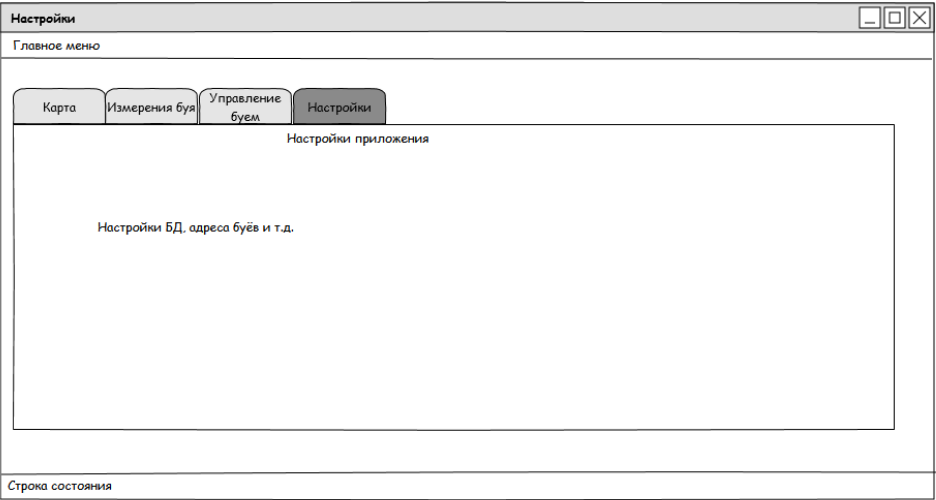 Настройки
Главное меню
Карта
Измерения буя
Управление
буем
Настройки
Настройки приложения
Настройки БД, адреса буёв и т.д.
Строка состояния